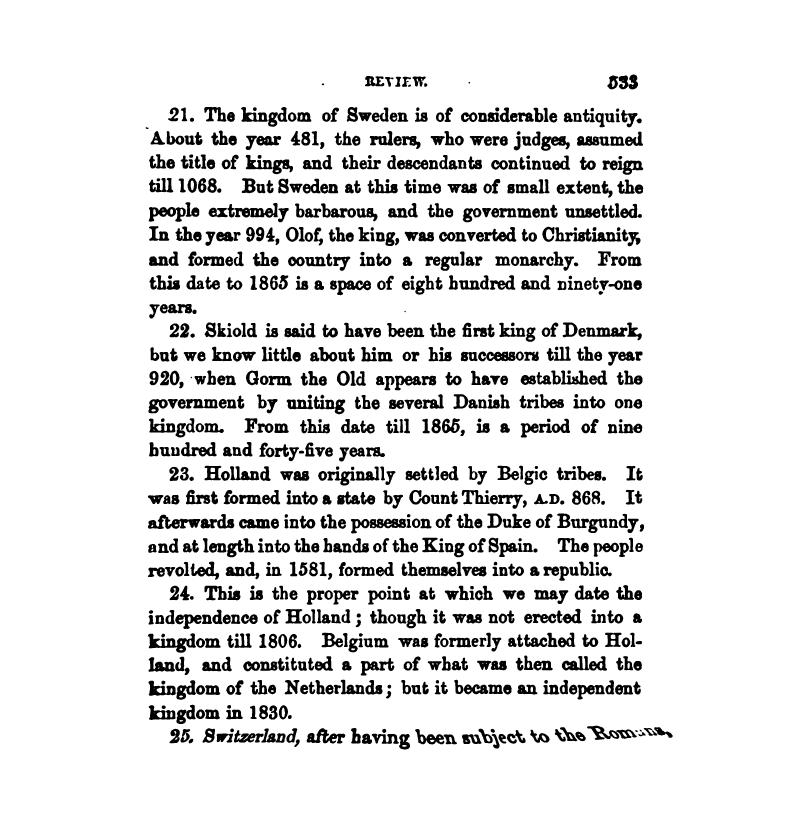 REVIEW. 533
21. The kingdom of Sweden is of considerable antiquity.
About the year 481, the rulers, who were judges, assumed
the title of kings, and their descendants continued to reign
till 1068. But Sweden at this time was of small extent, the
people extremely barbarous, and the government unsettled.
In the year 994, Olof, the king, was converted to Christianity,
and formed the country into a regular monarchy. From
this date to 1865 is a space of eight hundred and ninety-one
years.
22. Skiold is said to have been the first king of Denmark,
but we know little about him or his successors till the year
920, when Gorm the Old appears to have established the
government by uniting the several Danish tribes into one
kingdom. From this date till 1865, is a period of nine
hundred and forty-five years.
23. Holland was originally settled by Belgic tribes. It
was first formed into a state by Count Thierry, A.D. 868. It
afterwards came into the possession of the Duke of Burgundy,
and at length into the hands of the King of Spain. The people
revolted, and, in 1581, formed themselves into a republic.
24. This is the proper point at which we may date the
independence of Holland; though it was not erected into a
kingdom till 1806. Belgium was formerly attached to Hol-
land, and constituted a part of what was then called the
kingdom of the Netherlands; but it became an independent
kingdom in 1830.
25. Switzerland, after having been subject to the Romans,